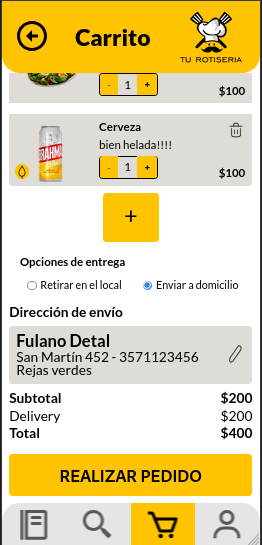 Carrito
TU ROTISERIA
- 1 +
$100
Cerveza
bien helada!!!!
- 1 +
$100
BRAHMA
+
Opciones de entrega
Retirar en el local
Enviar a domicilio
Dirección de envío
Fulano Detal
San Martín 452 - 3571123456
Rejas verdes
Subtotal $200
Delivery $200
Total $400
REALIZAR PEDIDO